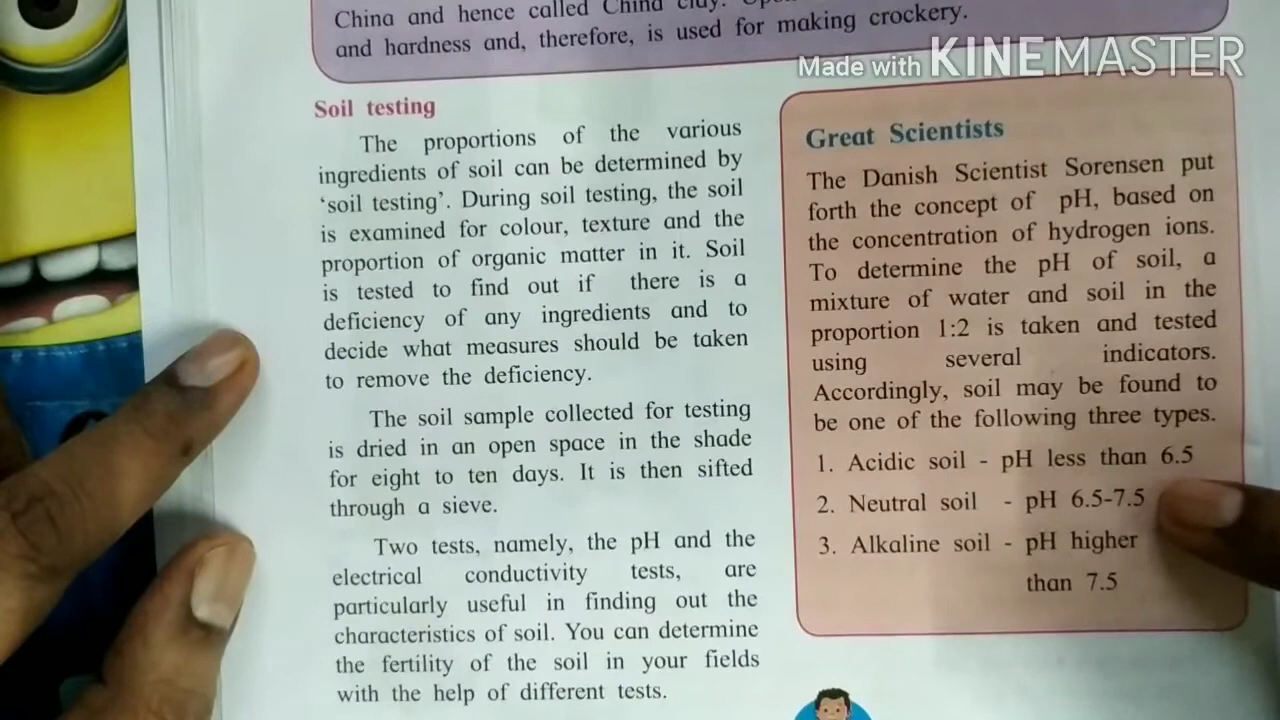 China and hence called China clay.
and hardness and, therefore, is used for making crockery.
Made with KINEMASTER
Soil testing
The proportions of the various
ingredients of soil can be determined by
‘soil testing’. During soil testing, the soil
is examined for colour, texture and the
proportion of organic matter in it. Soil
is tested to find out if there is a
deficiency of any ingredients and to
decide what measures should be taken
to remove the deficiency.
The soil sample collected for testing
is dried in an open space in the shade
for eight to ten days. It is then sifted
through a sieve.
Two tests, namely, the pH and the
electrical conductivity tests, are
particularly useful in finding out the
characteristics of soil. You can determine
the fertility of the soil in your fields
with the help of different tests.
Great Scientists
The Danish Scientist Sorensen put
forth the concept of pH, based on
the concentration of hydrogen ions.
To determine the pH of soil, a
mixture of water and soil in the
proportion 1:2 is taken and tested
using several indicators.
Accordingly, soil may be found to
be one of the following three types.
1. Acidic soil - pH less than 6.5
2. Neutral soil - pH 6.5-7.5
3. Alkaline soil - pH higher
than 7.5